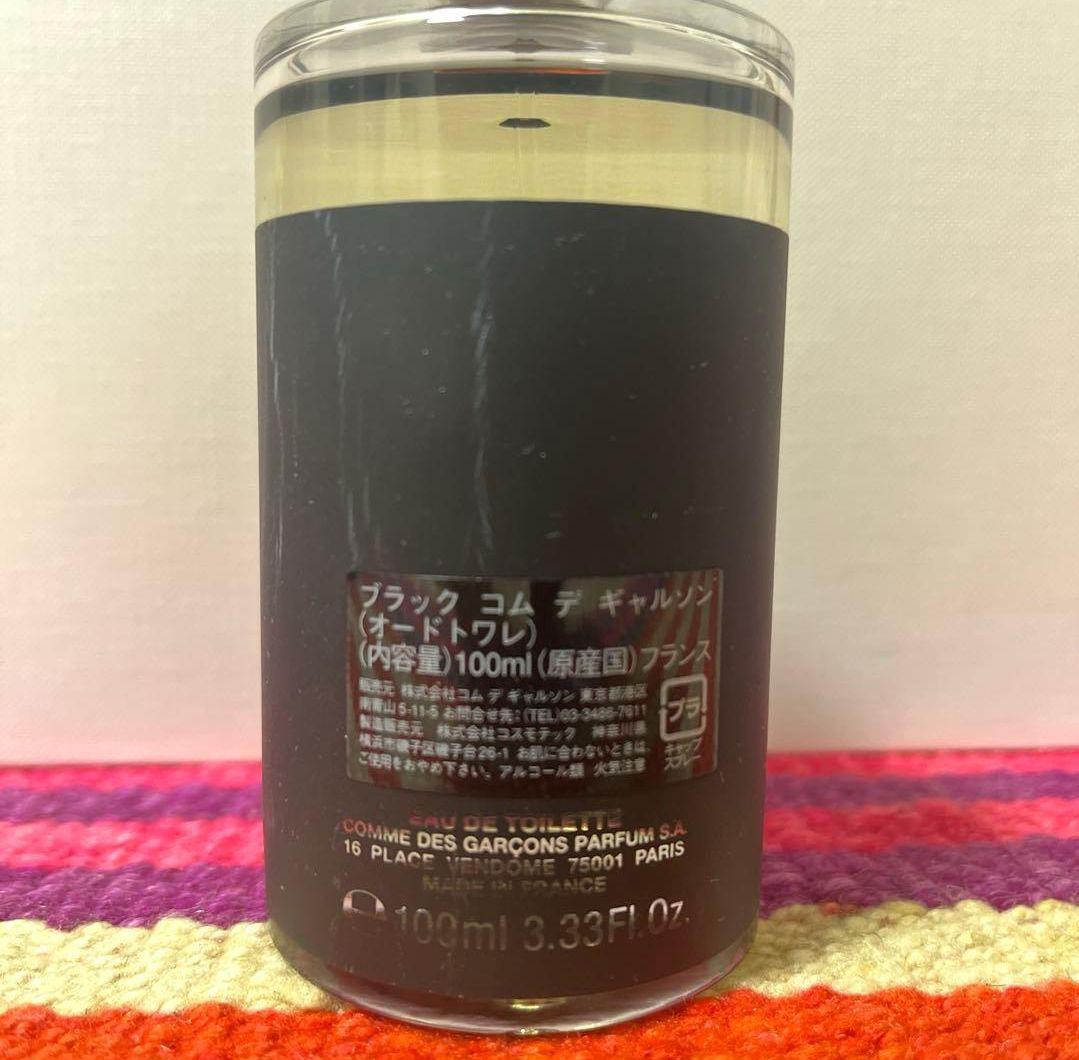 ブラック コム デ ギャルソン
(オードトワレ)
(内容量)100ml(原産国)フランス
販売元 株式会社コム デ ギャルソン 東京都港区
南青山5-11-5 お問合せ先:(TEL)03-3486-7611
製造販売元 株式会社コスモテック 神奈川県
横浜市磯子区磯子台26-1 お肌に合わないときは
ご使用をおやめ下さい。アルコール類 火気注意
プラ
キャップ
スプレー
EAU DE TOILETTE
COMME DES GARÇONS PARFUM S.A.
16 PLACE VENDOME 75001 PARIS
MADE IN FRANCE
100ml 3.33Fl.Oz.